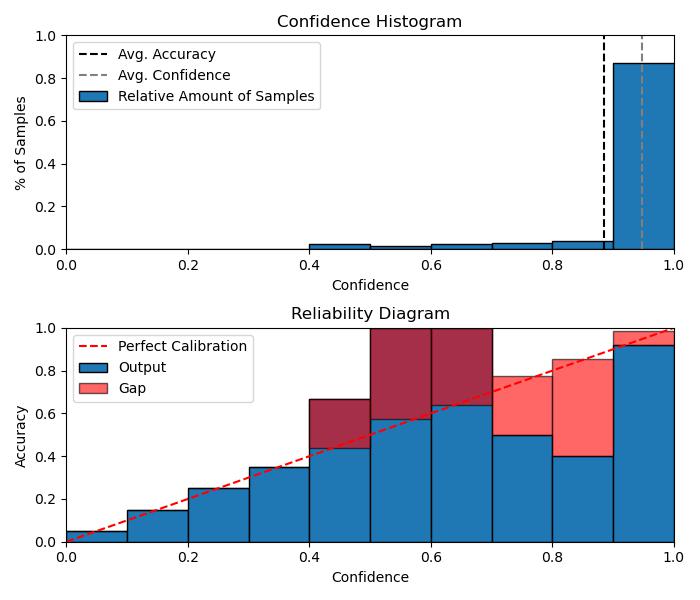 Confidence Histogram
1.0
0.8
0.6
0.4
0.2
0.0
% of Samples
Avg. Accuracy
Avg. Confidence
Relative Amount of Samples
0.0 0.2 0.4 0.6 0.8 1.0
Confidence
Reliability Diagram
1.0
0.8
0.6
0.4
0.2
0.0
Accuracy
Perfect Calibration
Output
Gap
0.0 0.2 0.4 0.6 0.8 1.0
Confidence